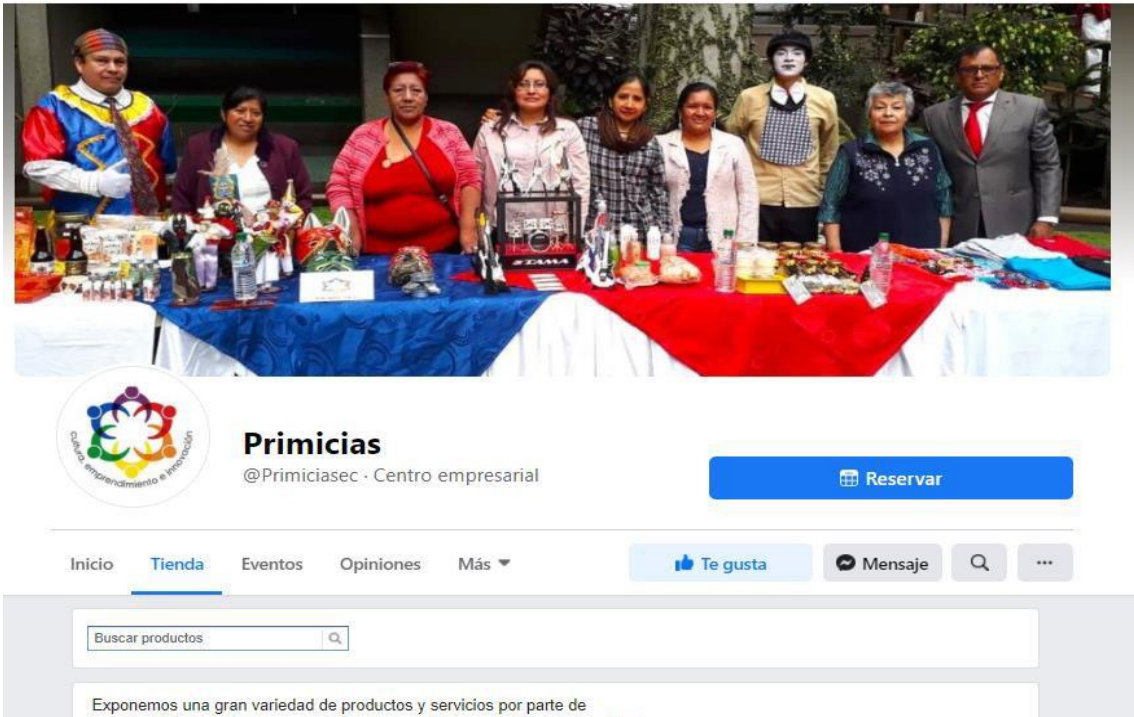 TAMA
cultura, emprendimiento e innovación
Primicias
@Primiciasec · Centro empresarial
Reservar
Inicio Tienda Eventos Opiniones Más
Te gusta Mensaje
Buscar productos
Exponemos una gran variedad de productos y servicios por parte de